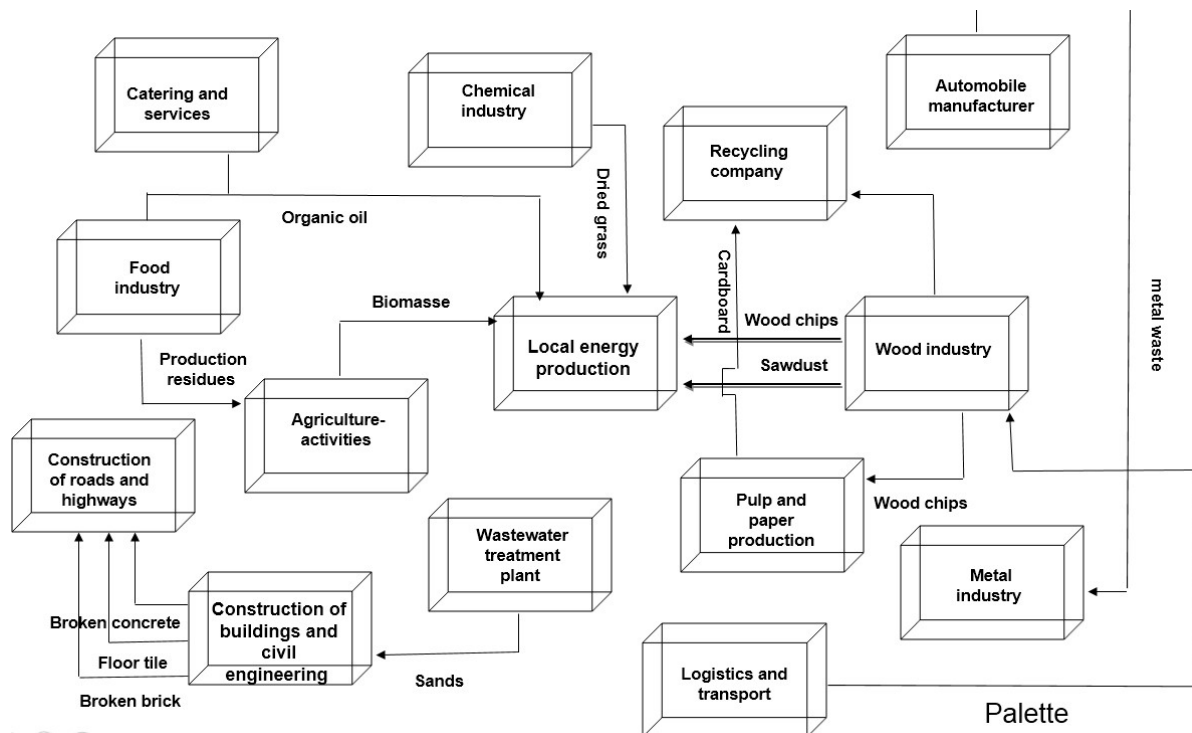 Catering and
services
Chemical
industry
Automobile
manufacturer
Recycling
company
Dried grass
Organic oil
Food
industry
Cardboard
metal waste
Biomasse
Wood chips
Local energy
production
Wood industry
Sawdust
Production
residues
Agriculture-
activities
Construction
of roads and
highways
Pulp and
paper
production
Wood chips
Wastewater
treatment
plant
Metal
industry
Construction of
buildings and
civil
engineering
Broken concrete
Floor tile
Broken brick
Sands
Logistics and
transport
Palette